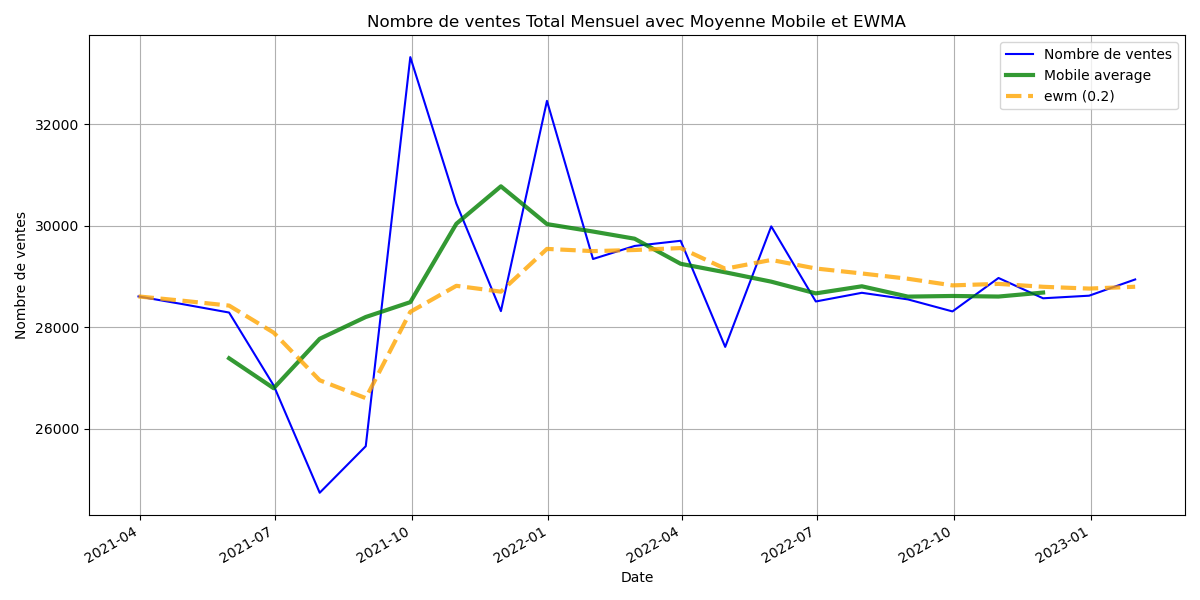 Nombre de ventes Total Mensuel avec Moyenne Mobile et EWMA
Nombre de ventes
Mobile average
ewm (0.2)
Nombre de ventes
32000
30000
28000
26000
2021-04
2021-07
2021-10
2022-01
2022-04
2022-07
2022-10
2023-01
Date